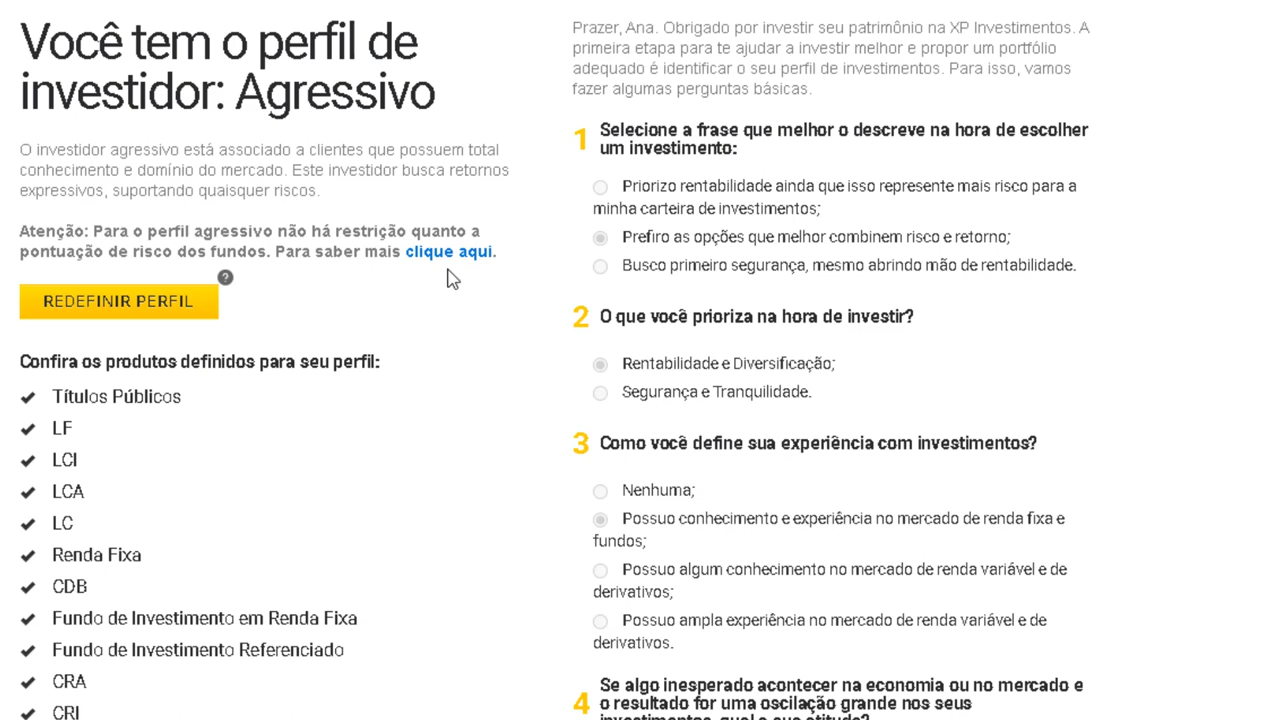 Você tem o perfil de
investidor: Agressivo
O investidor agressivo está associado a clientes que possuem total
conhecimento e domínio do mercado. Este investidor busca retornos
expressivos, suportando quaisquer riscos.
Atenção: Para o perfil agressivo não há restrição quanto a
pontuação de risco dos fundos. Para saber mais clique aqui.
?
REDEFINIR PERFIL
Confira os produtos definidos para seu perfil:
Títulos Públicos
LF
LCI
LCA
LC
Renda Fixa
CDB
Fundo de Investimento em Renda Fixa
Fundo de Investimento Referenciado
CRA
CRI
Prazer, Ana. Obrigado por investir seu patrimônio na XP Investimentos. A
primeira etapa para te ajudar a investir melhor e propor um portfólio
adequado é identificar o seu perfil de investimentos. Para isso, vamos
fazer algumas perguntas básicas.
1 Selecione a frase que melhor o descreve na hora de escolher
um investimento:
Priorizo rentabilidade ainda que isso represente mais risco para a
minha carteira de investimentos;
Prefiro as opções que melhor combinem risco e retorno;
Busco primeiro segurança, mesmo abrindo mão de rentabilidade.
2 O que você prioriza na hora de investir?
Rentabilidade e Diversificação;
Segurança e Tranquilidade.
3 Como você define sua experiência com investimentos?
Nenhuma;
Possuo conhecimento e experiência no mercado de renda fixa e
fundos;
Possuo algum conhecimento no mercado de renda variável e de
derivativos;
Possuo ampla experiência no mercado de renda variável e de
derivativos.
4 Se algo inesperado acontecer na economia ou no mercado e
o resultado for uma oscilação grande nos seus
investimentos, qual a sua atitude?